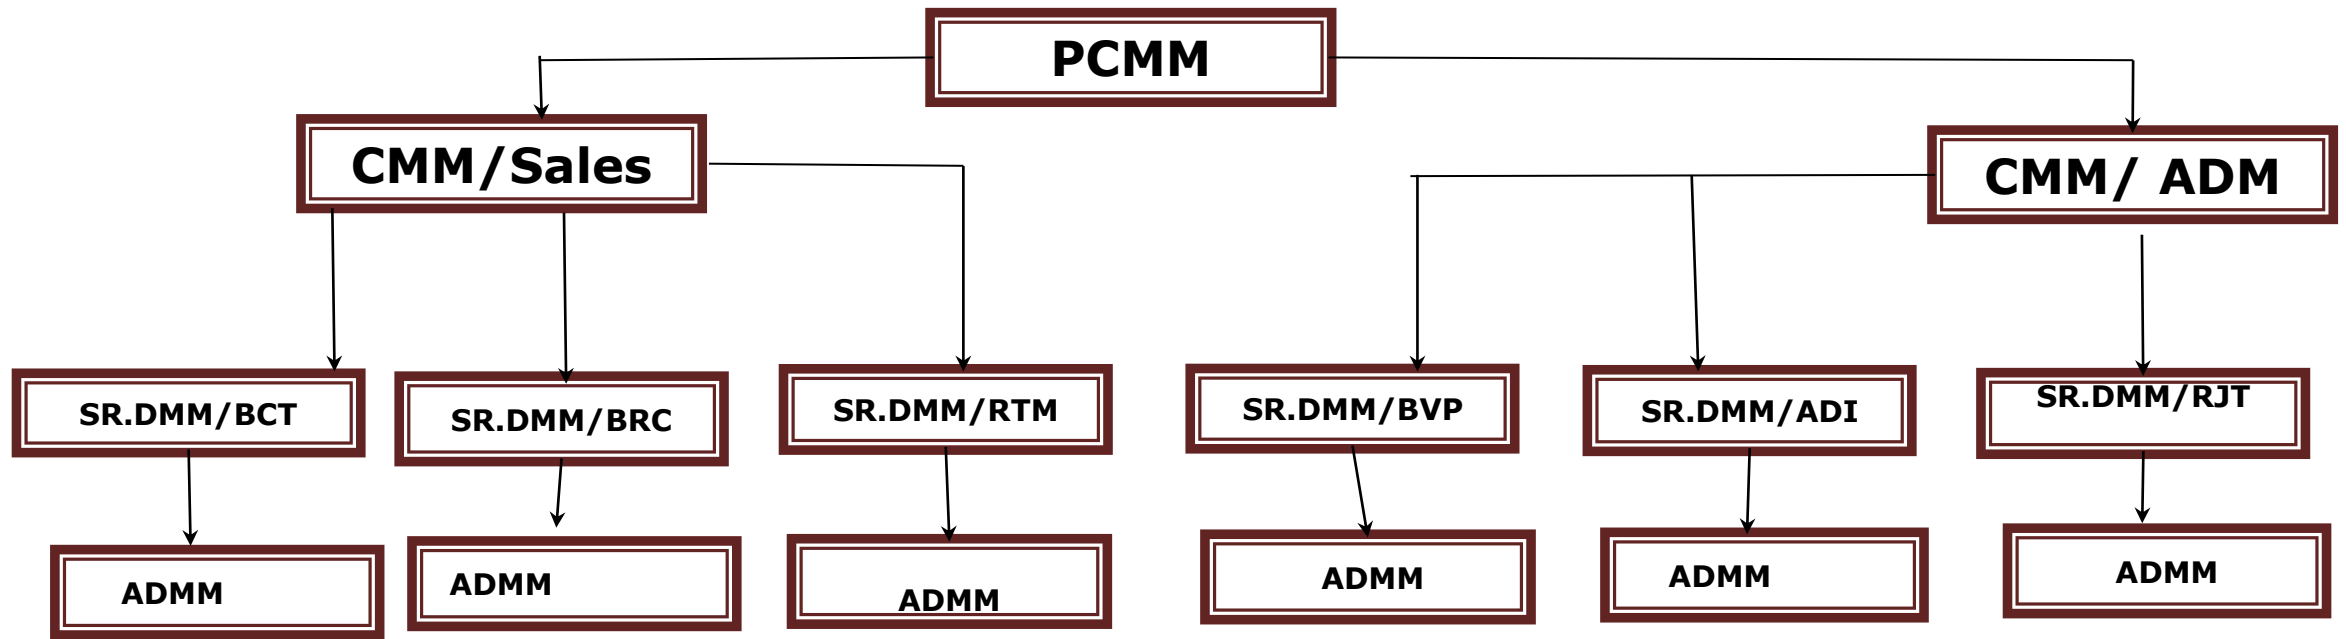 PCMM
CMM/Sales
CMM/ ADM
SR.DMM/BCT
SR.DMM/BRC
SR.DMM/RTM
SR.DMM/BVP
SR.DMM/ADI
SR.DMM/RJT
ADMM
ADMM
ADMM
ADMM
ADMM
ADMM